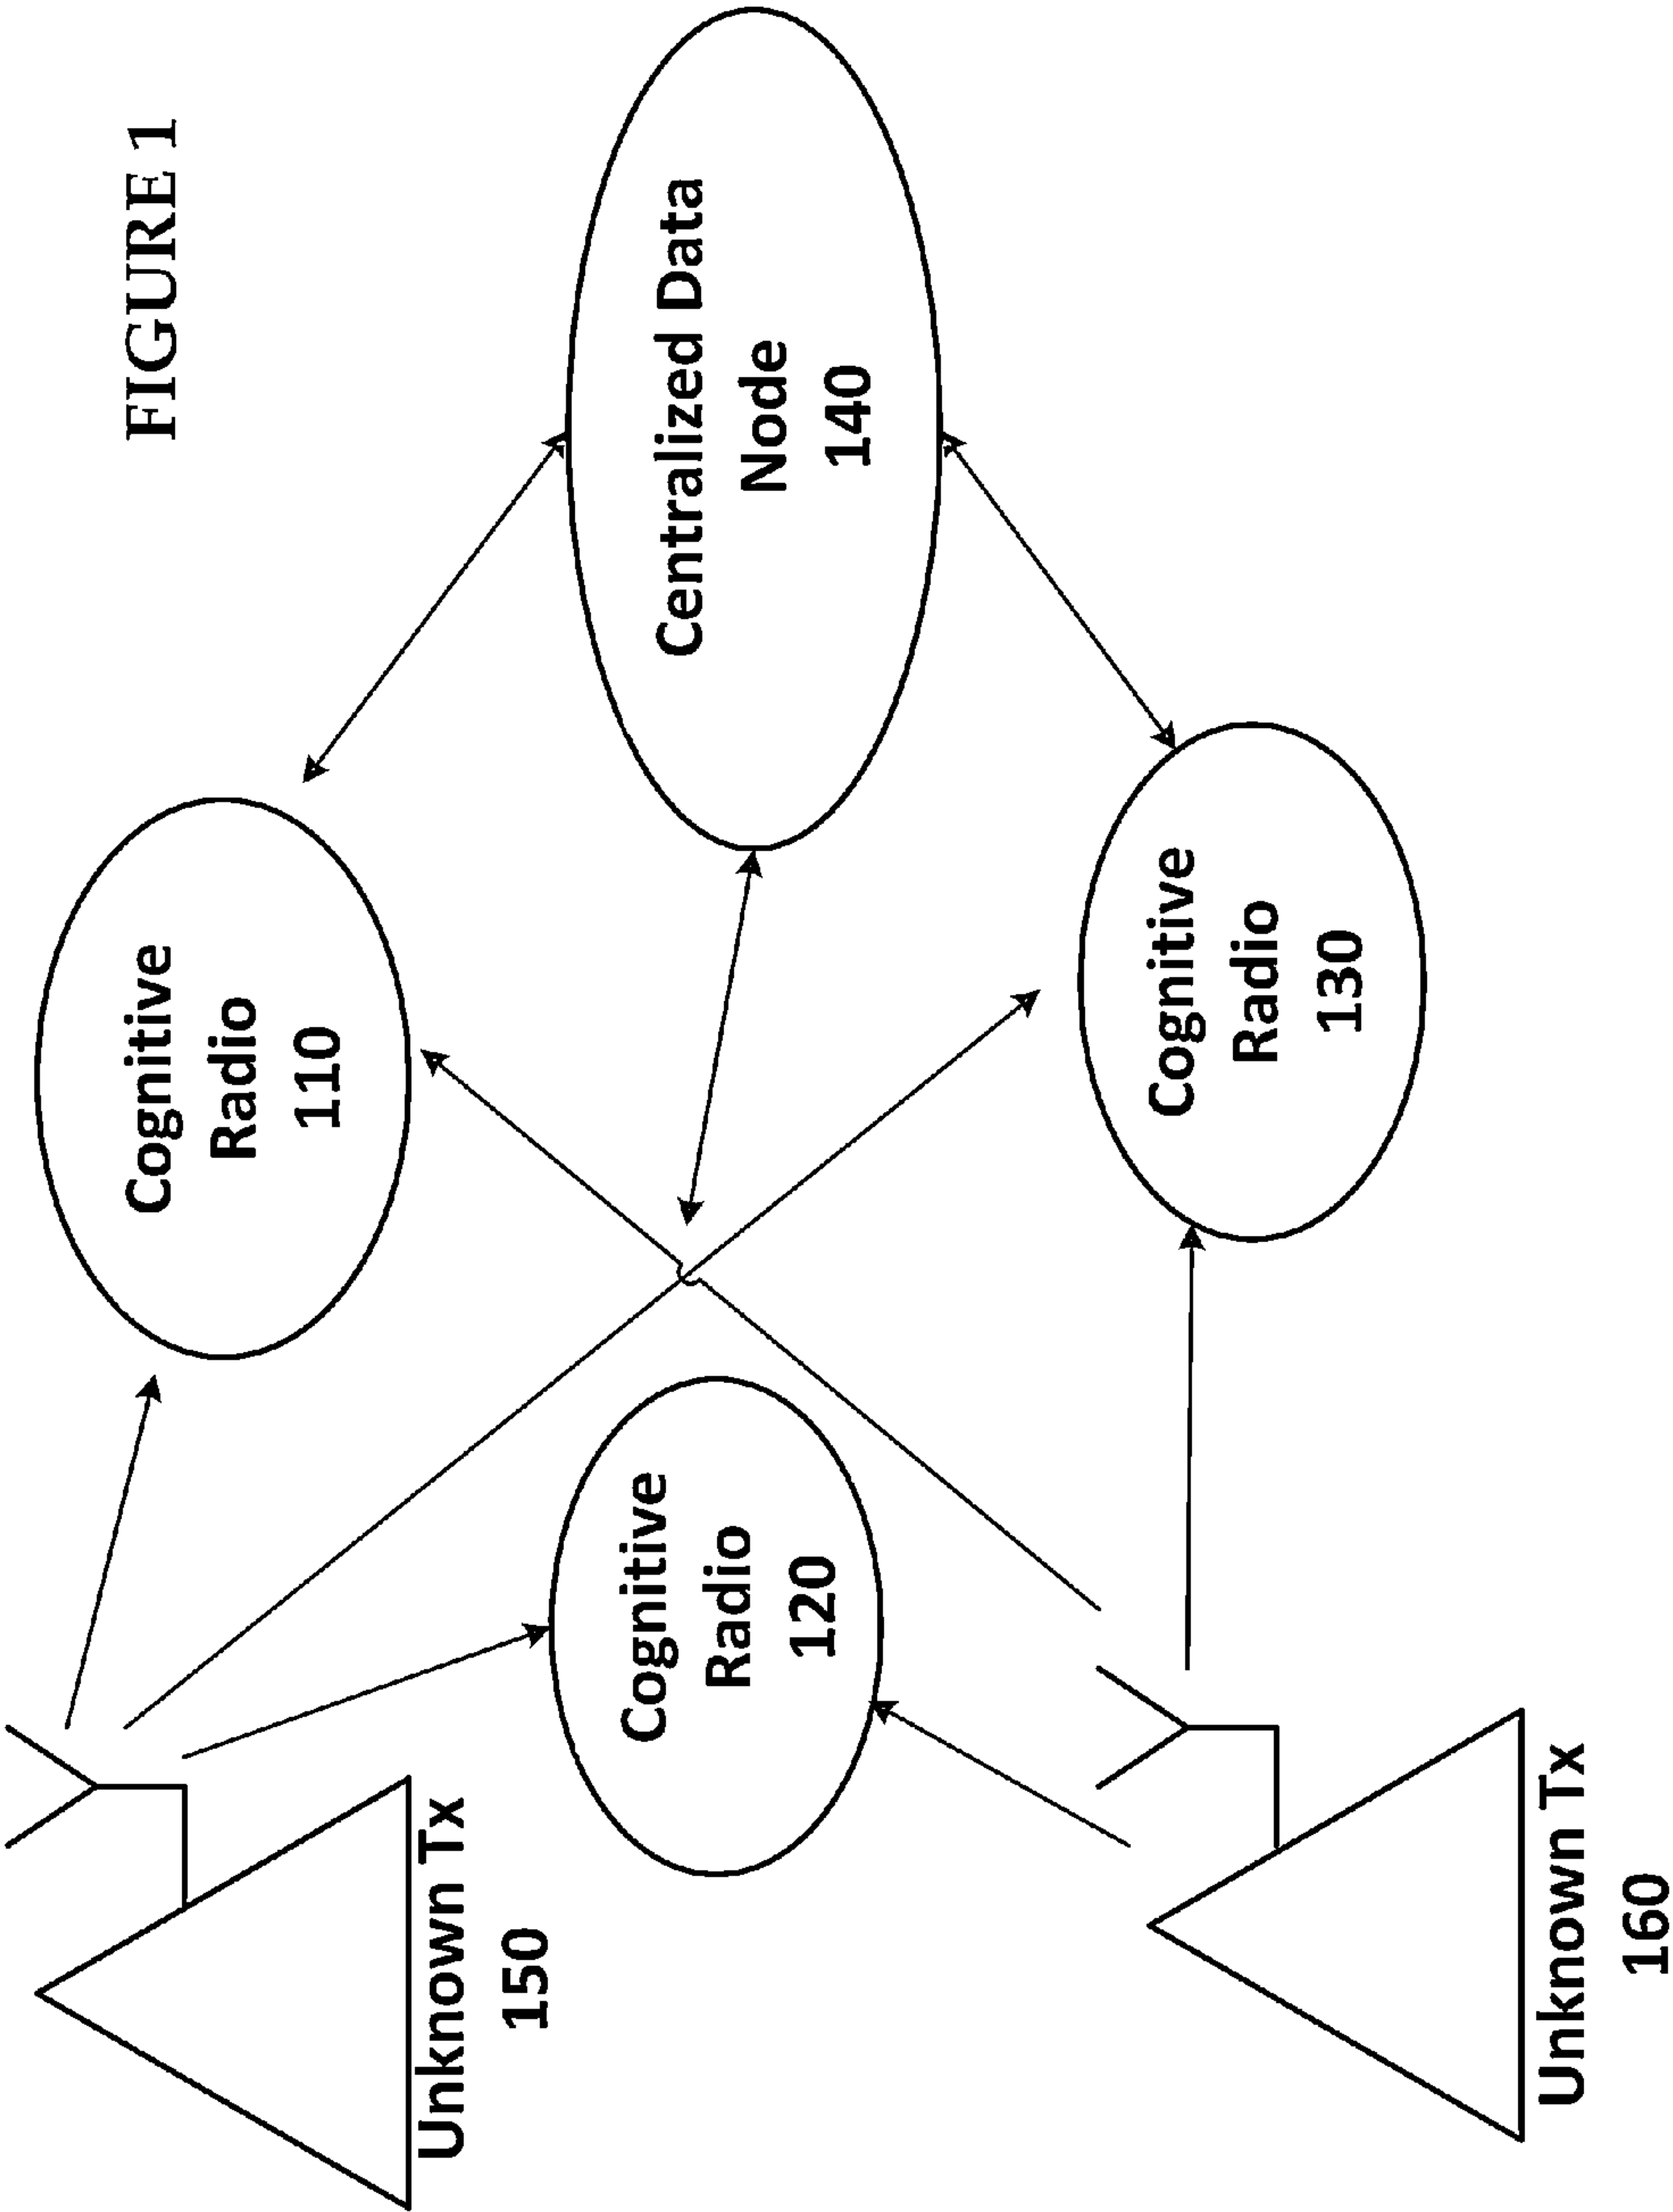 FIGURE 1
Unknown Tx
150
Cognitive
Radio
110
Cognitive
Radio
120
Centralized Data
Node
140
Cognitive
Radio
130
Unknown Tx
160